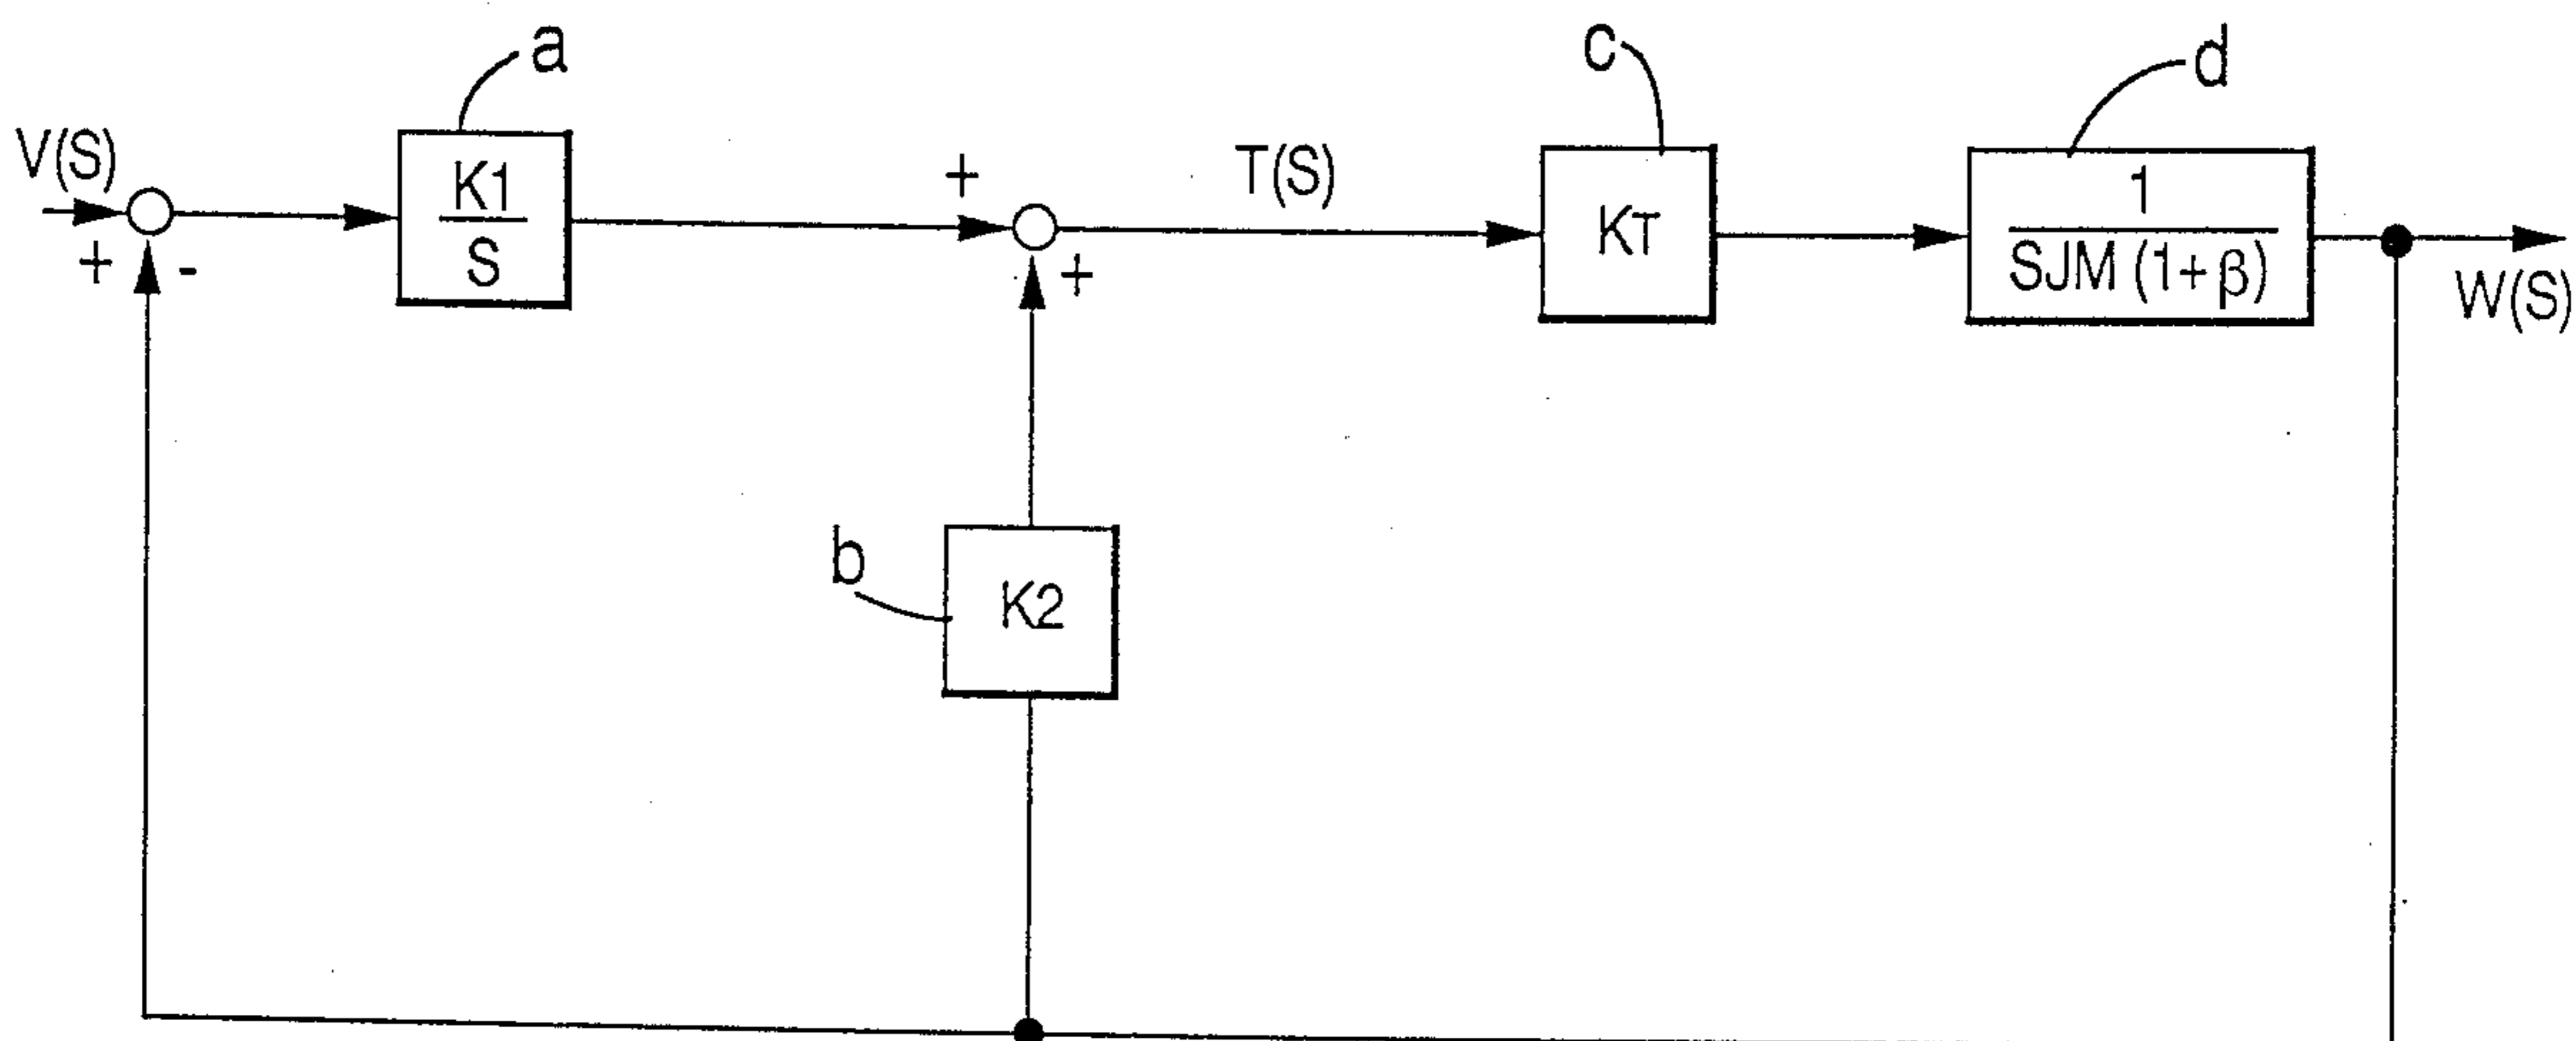 a
c
d
V(S)
+
-
K1
S
+
+
T(S)
KT
1
SJM (1+β)
W(S)
b
K2